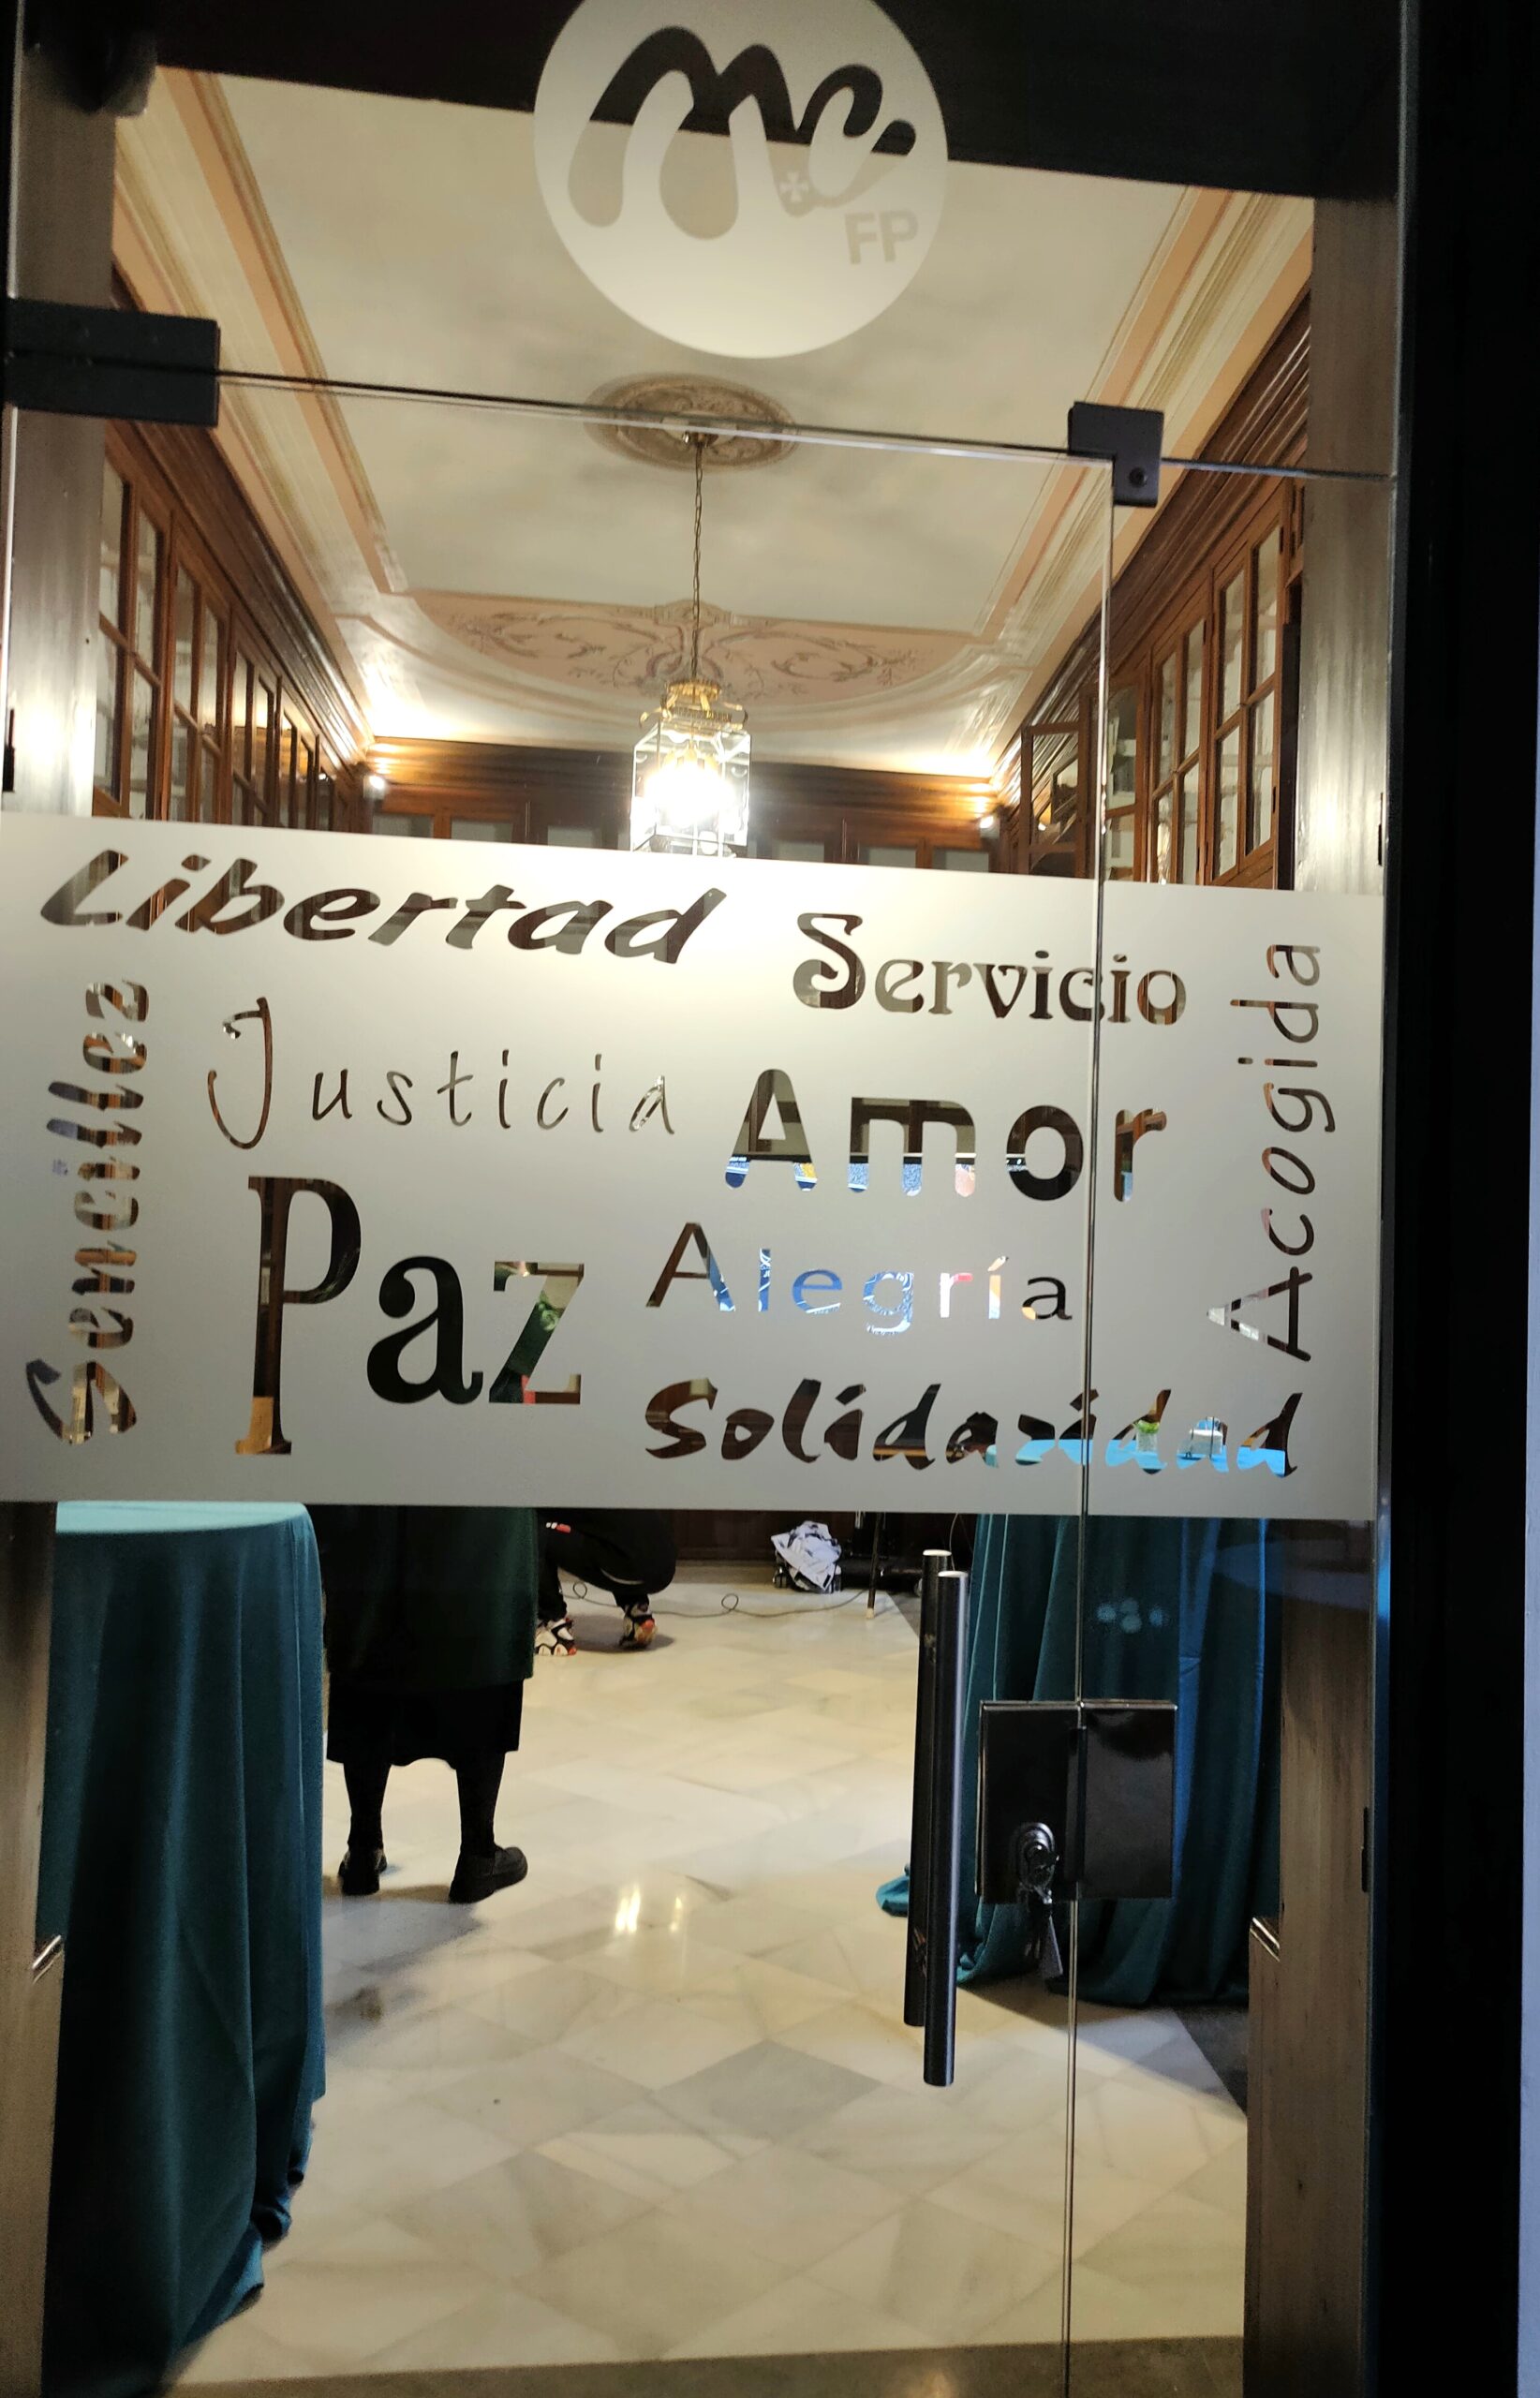 Mc
FP
Libertad
Servicio
Sencillez
Justicia
Amor
Acogida
Paz
Alegría
Solidaridad